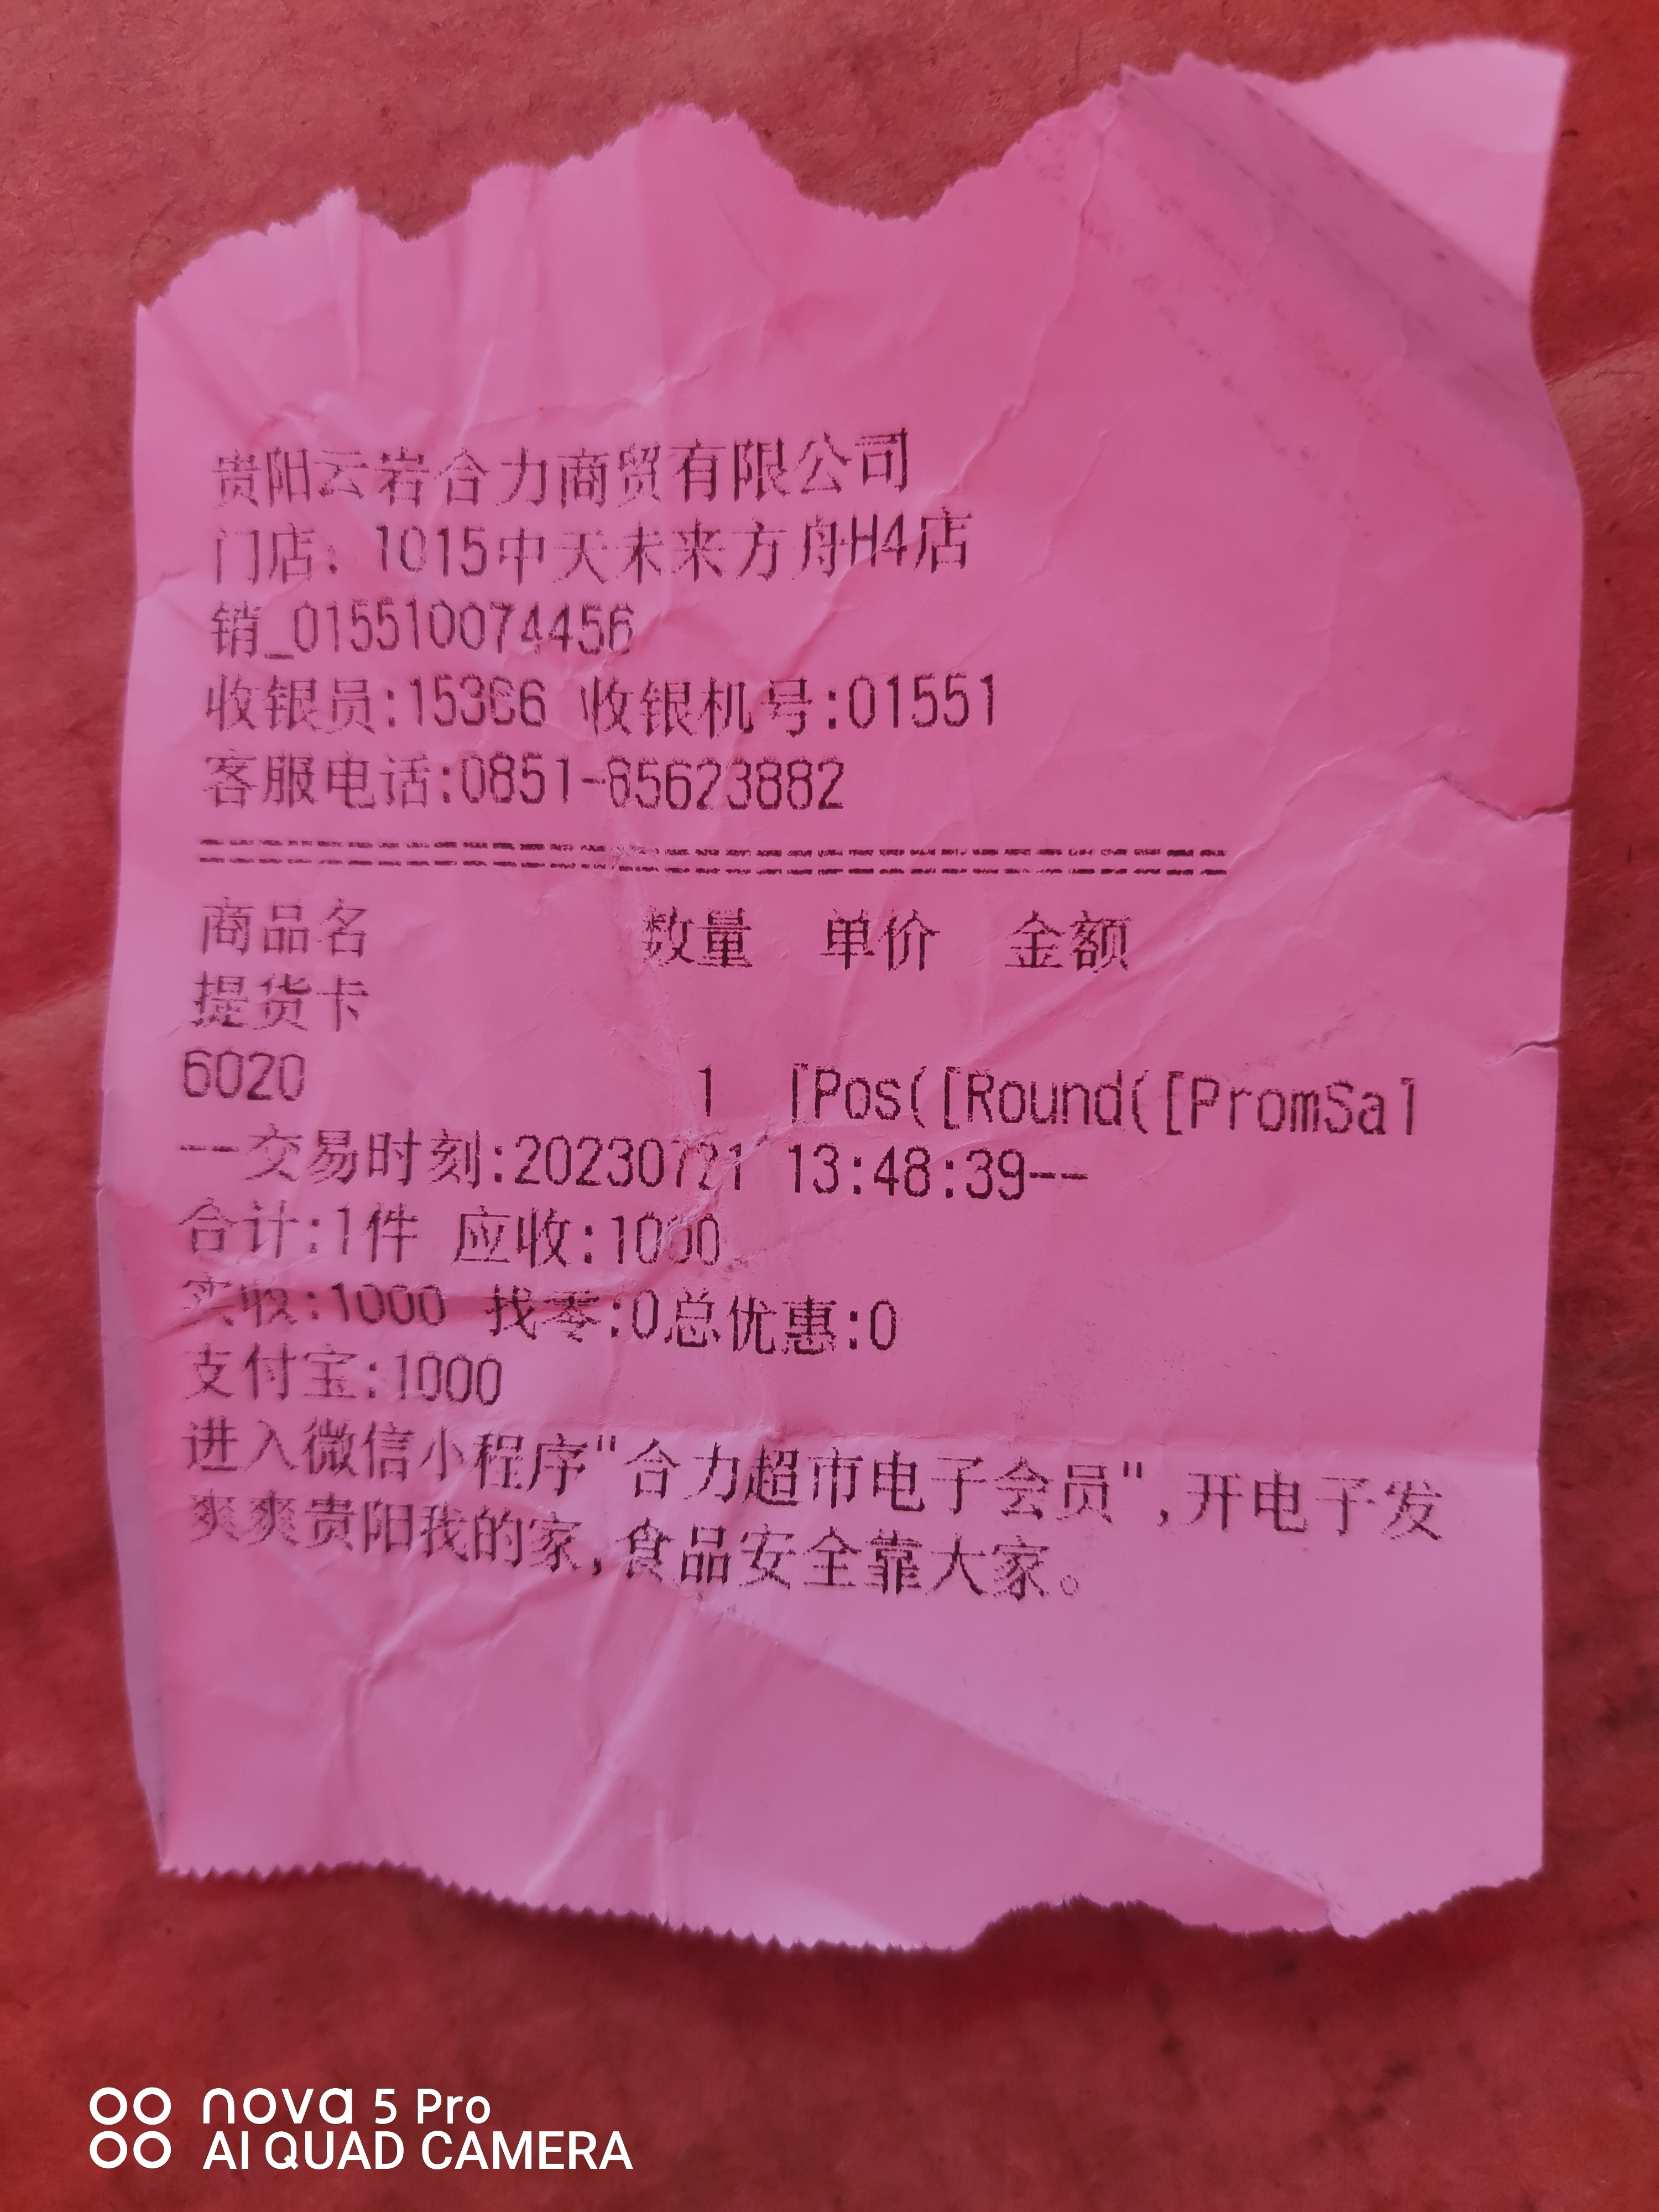 贵阳云岩合力商贸有限公司
门店: 1015中天未来方舟H4店
销_015510074456
收银员:15366 收银机号:01551
客服电话:0851-85623882
================================
商品名 数量 单价 金额
提货卡
6020 1 [Pos([Round([PromSal
--交易时刻:20230721 13:48:39--
合计:1件 应收:1000
实收:1000 找零:0总优惠:0
支付宝:1000
进入微信小程序"合力超市电子会员",开电子发
爽爽贵阳我的家,食品安全靠大家。
nova 5 Pro
AI QUAD CAMERA